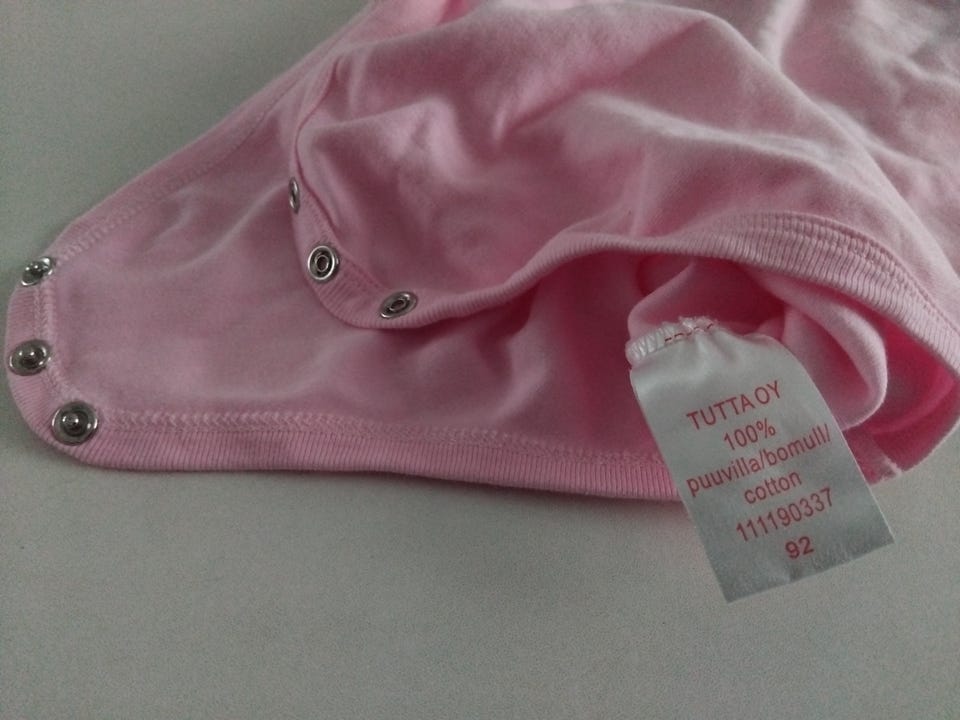 TUTTA OY
100%
puuvilla/bomull/
cotton
111190337
92